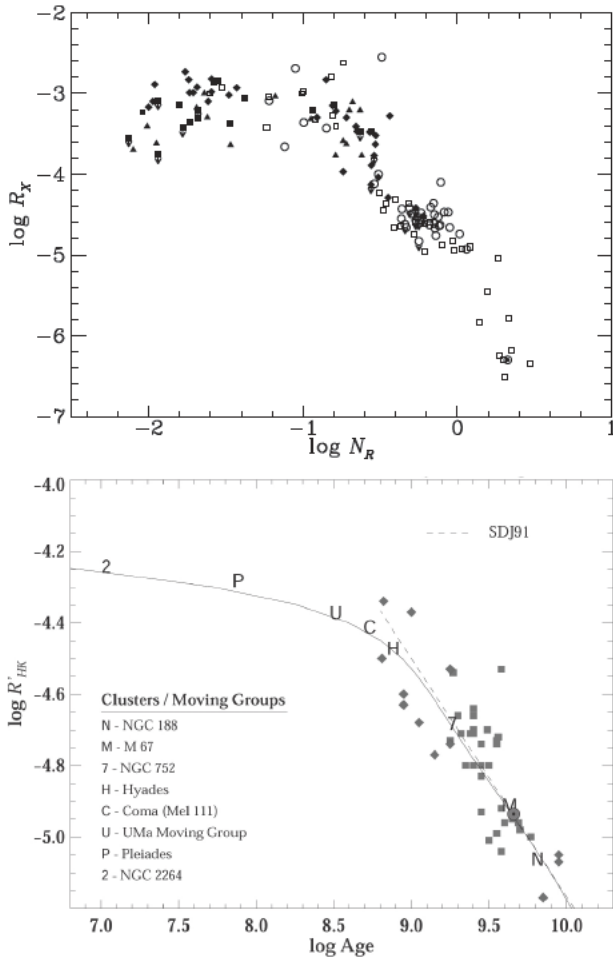 −2
−3
−4
−5
−6
−7
log R_X
−2 −1 0 1
log N_R
-4.0
-4.2
-4.4
-4.6
-4.8
-5.0
log R'_HK
SDJ91
2
P
U
C
H
7
M
N
Clusters / Moving Groups
N - NGC 188
M - M 67
7 - NGC 752
H - Hyades
C - Coma (Mel 111)
U - UMa Moving Group
P - Pleiades
2 - NGC 2264
7.0 7.5 8.0 8.5 9.0 9.5 10.0
log Age